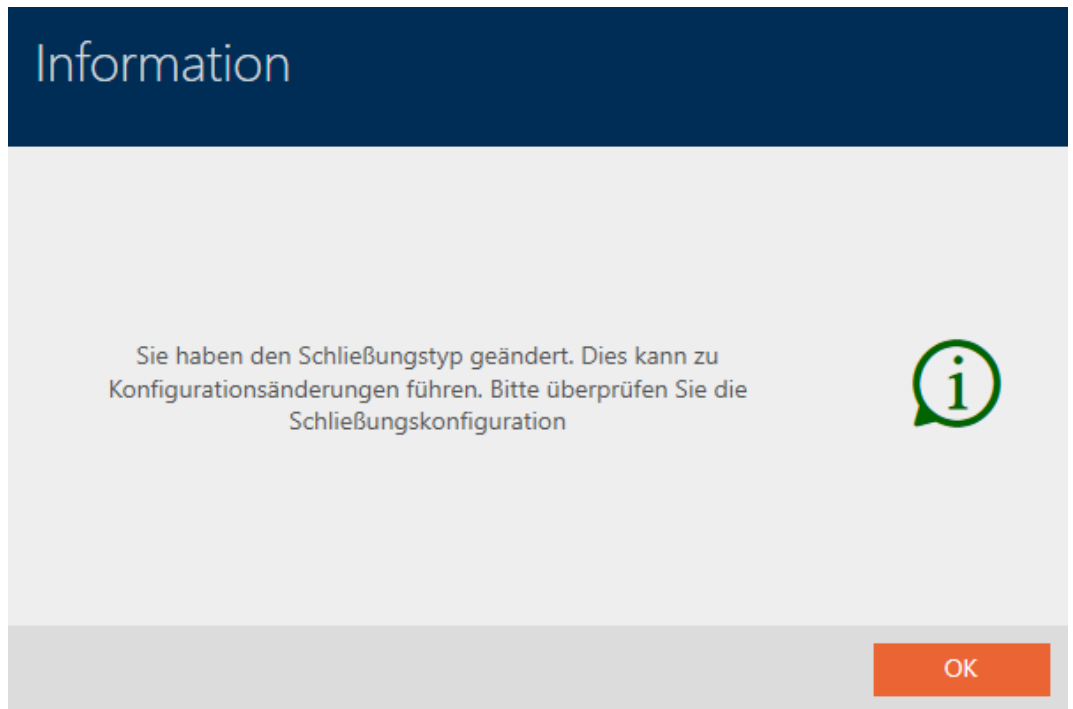 Information
Sie haben den Schließungstyp geändert. Dies kann zu
Konfigurationsänderungen führen. Bitte überprüfen Sie die
Schließungskonfiguration
OK